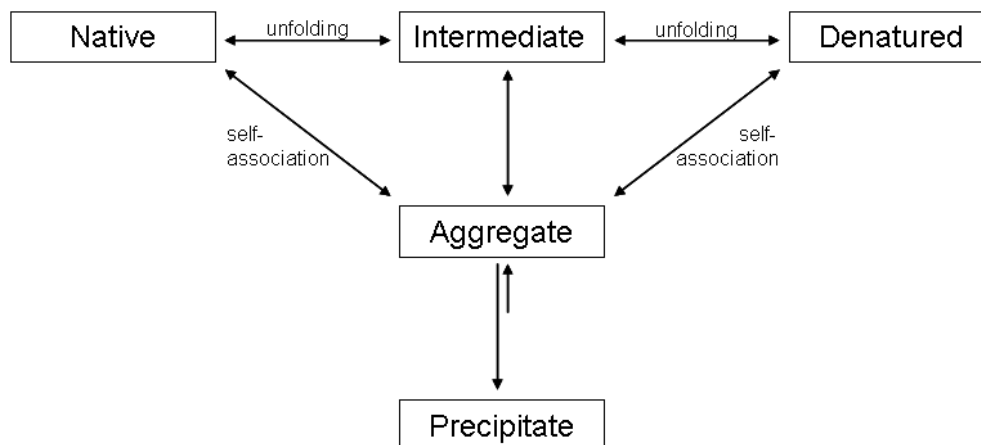 Native
unfolding
Intermediate
unfolding
Denatured
self-
association
self-
association
Aggregate
Precipitate